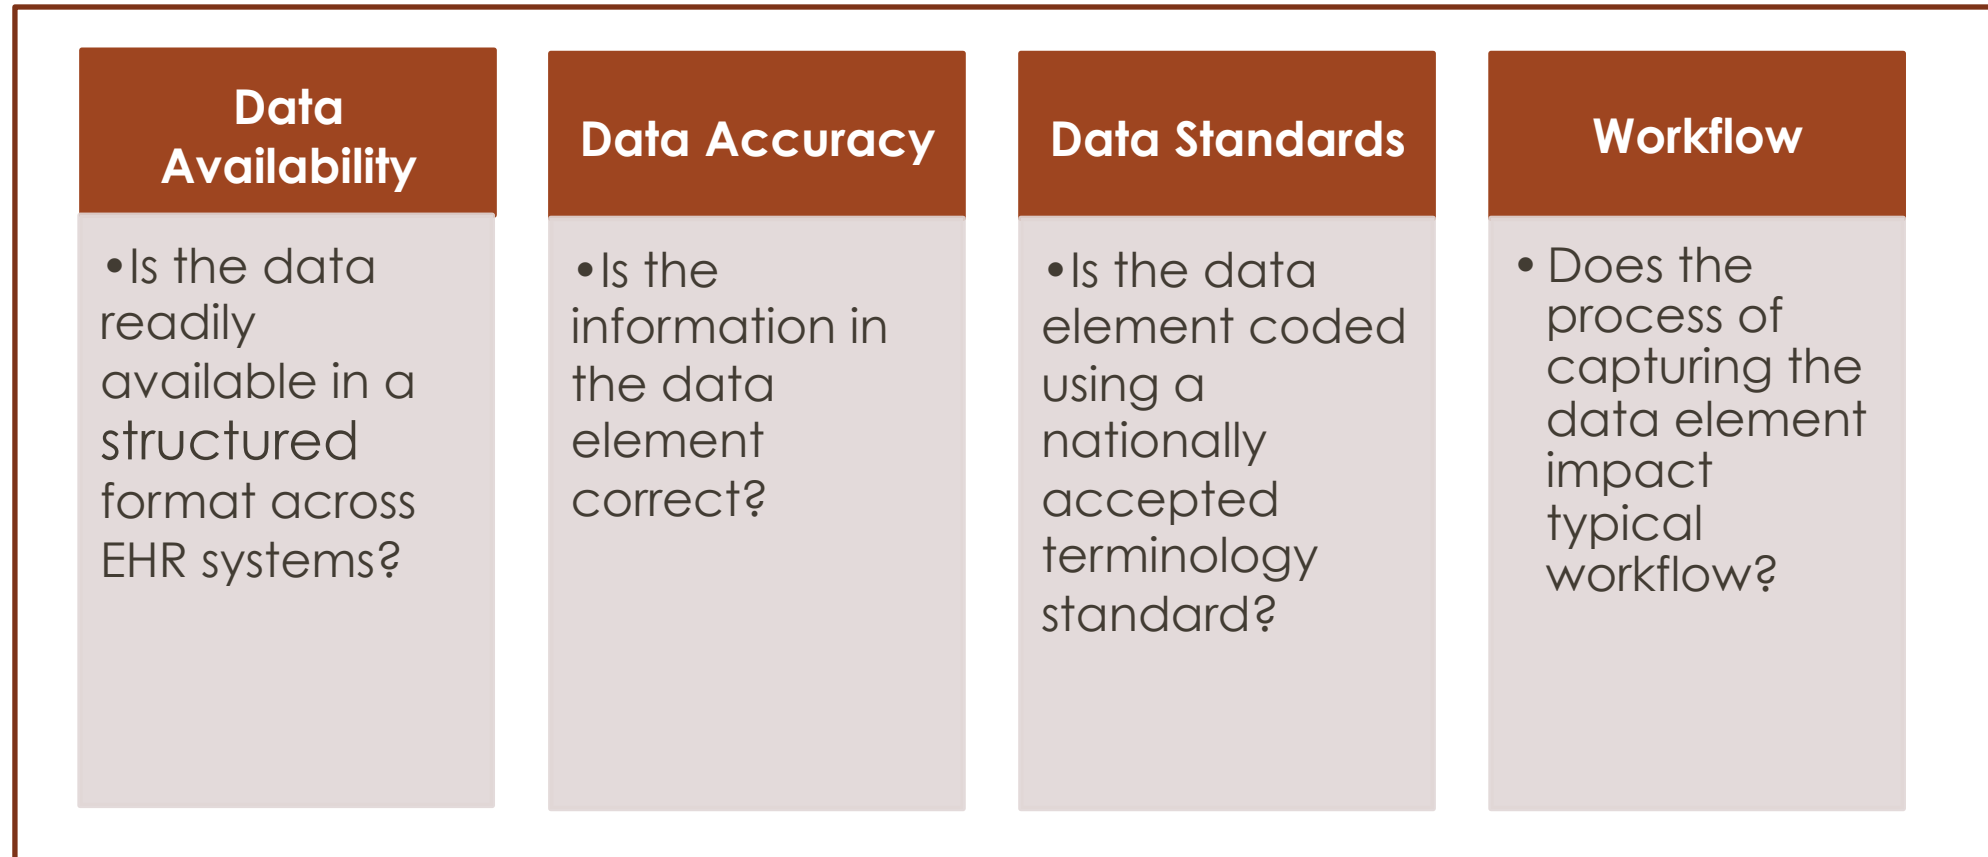 Data
Availability
•Is the data
readily
available in a
structured
format across
EHR systems?
Data Accuracy
•Is the
information in
the data
element
correct?
Data Standards
•Is the data
element coded
using a
nationally
accepted
terminology
standard?
Workflow
• Does the
process of
capturing the
data element
impact
typical
workflow?